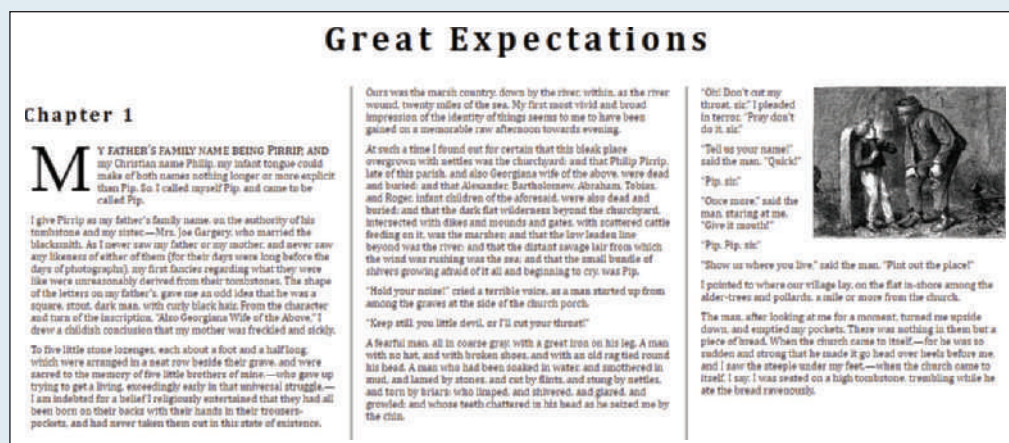 Great Expectations
Chapter 1
MY FATHER'S FAMILY NAME BEING PIRRIP, AND
my Christian name Philip, my infant tongue could
make of both names nothing longer or more explicit
than Pip. So, I called myself Pip, and came to be
called Pip.
I give Pirrip as my father's family name, on the authority of his
tombstone and my sister,—Mrs. Joe Gargery, who married the
blacksmith. As I never saw my father or my mother, and never saw
any likeness of either of them (for their days were long before the
days of photographs), my first fancies regarding what they were
like were unreasonably derived from their tombstones. The shape
of the letters on my father's, gave me an odd idea that he was a
square, stout, dark man, with curly black hair. From the character
and turn of the inscription, "Also Georgiana Wife of the Above," I
drew a childish conclusion that my mother was freckled and sickly.
To five little stone lozenges, each about a foot and a half long,
which were arranged in a neat row beside their grave, and were
sacred to the memory of five little brothers of mine,—who gave up
trying to get a living, exceedingly early in that universal struggle,—
I am indebted for a belief I religiously entertained that they had all
been born on their backs with their hands in their trousers-
pockets, and had never taken them out in this state of existence.
Ours was the marsh country, down by the river, within, as the river
wound, twenty miles of the sea. My first most vivid and broad
impression of the identity of things seems to me to have been
gained on a memorable raw afternoon towards evening.
At such a time I found out for certain that this bleak place
overgrown with nettles was the churchyard; and that Philip Pirrip,
late of this parish, and also Georgiana wife of the above, were dead
and buried; and that Alexander, Bartholomew, Abraham, Tobias,
and Roger, infant children of the aforesaid, were also dead and
buried; and that the dark flat wilderness beyond the churchyard,
intersected with dikes and mounds and gates, with scattered cattle
feeding on it, was the marshes; and that the low leaden line
beyond was the river; and that the distant savage lair from which
the wind was rushing was the sea; and that the small bundle of
shivers growing afraid of it all and beginning to cry, was Pip.
"Hold your noise!" cried a terrible voice, as a man started up from
among the graves at the side of the church porch.
"Keep still, you little devil, or I'll cut your throat!"
A fearful man, all in coarse gray, with a great iron on his leg. A man
with no hat, and with broken shoes, and with an old rag tied round
his head. A man who had been soaked in water, and smothered in
mud, and lamed by stones, and cut by flints, and stung by nettles,
and torn by briars; who limped, and shivered, and glared, and
growled; and whose teeth chattered in his head as he seized me by
the chin.
"Oh! Don't cut my
throat, sir," I pleaded
in terror. "Pray don't
do it, sir."
"Tell us your name!"
said the man. "Quick!"
"Pip, sir."
"Once more," said the
man, staring at me.
"Give it mouth!"
"Pip. Pip, sir."
"Show us where you live," said the man. "Pint out the place!"
I pointed to where our village lay, on the flat in-shore among the
alder-trees and pollards, a mile or more from the church.
The man, after looking at me for a moment, turned me upside
down, and emptied my pockets. There was nothing in them but a
piece of bread. When the church came to itself,—for he was so
sudden and strong that he made it go head over heels before me,
and I saw the steeple under my feet,—when the church came to
itself, I say, I was seated on a high tombstone, trembling while he
ate the bread ravenously.